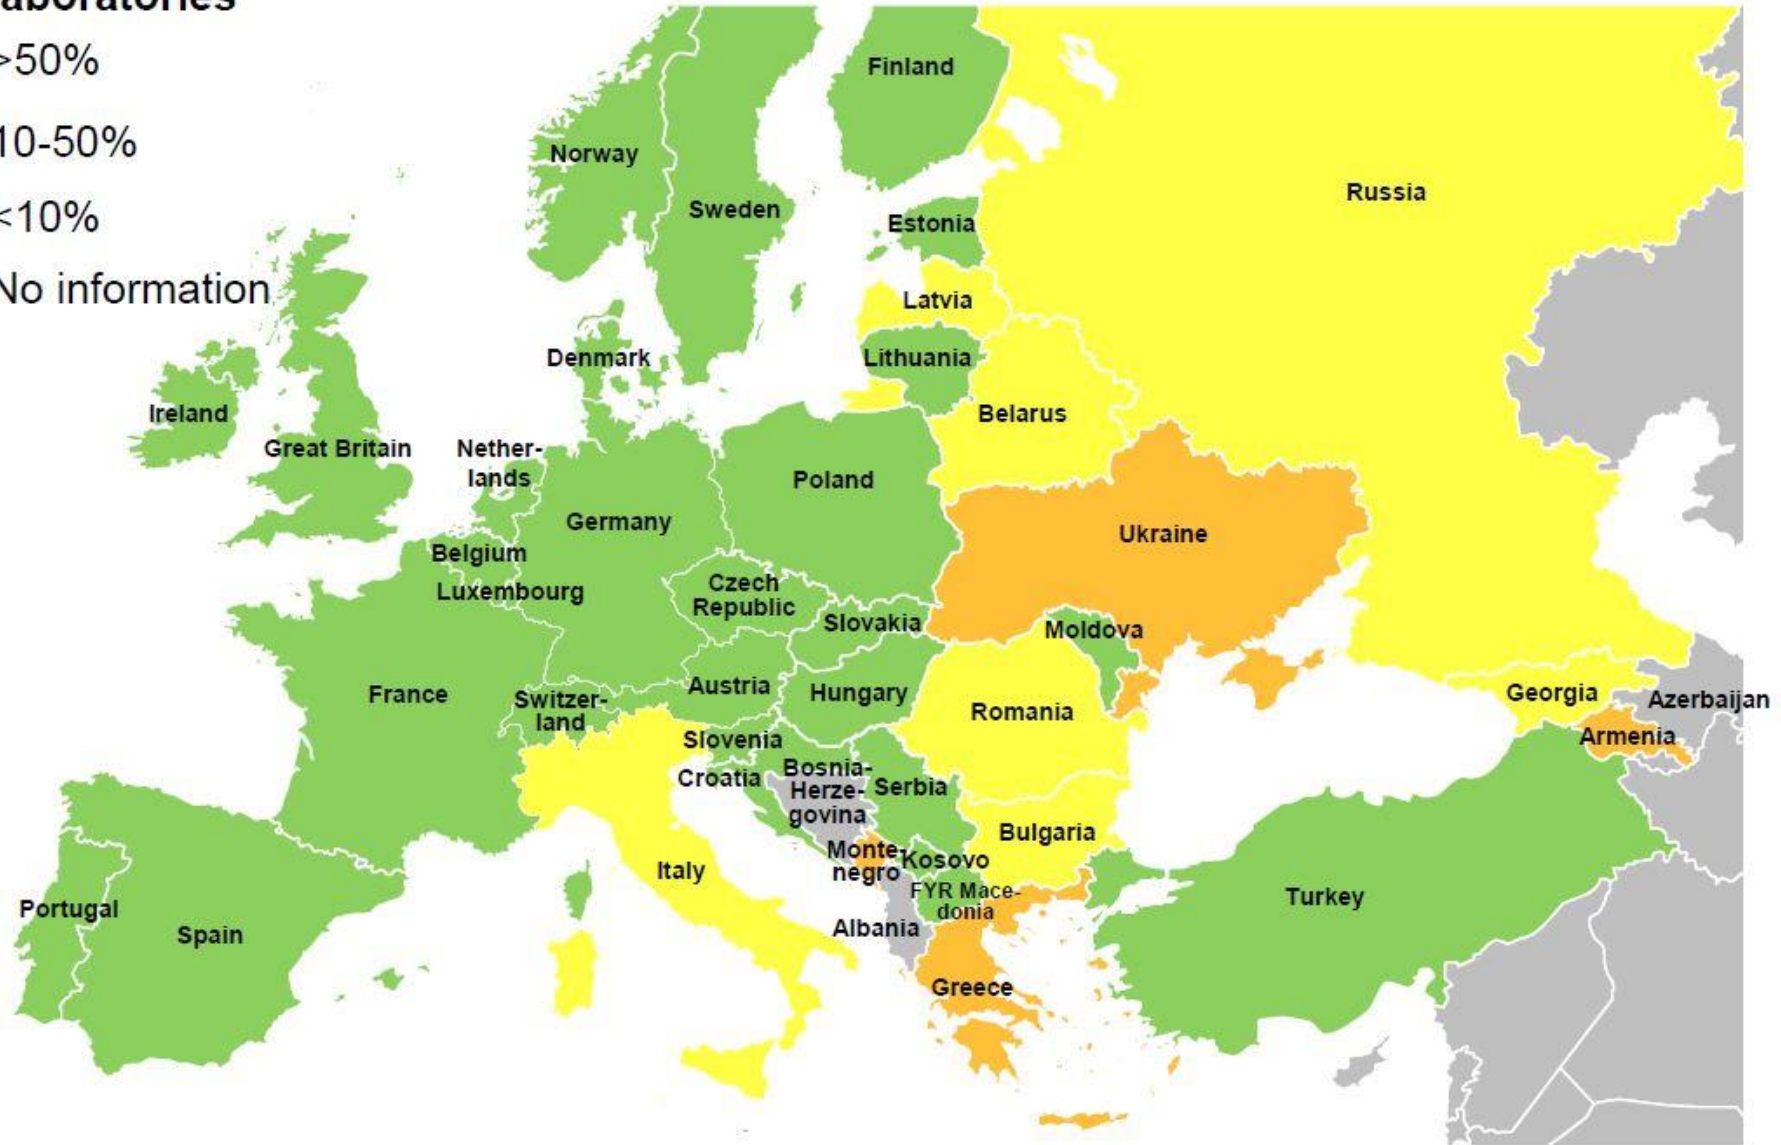 aboratories
>50%
10-50%
<10%
No information
Finland
Norway
Sweden
Russia
Estonia
Latvia
Lithuania
Denmark
Belarus
Ireland
Great Britain
Nether-
lands
Poland
Germany
Ukraine
Belgium
Luxembourg
Czech
Republic
Slovakia
Moldova
France
Switzer-
land
Austria
Hungary
Romania
Georgia
Azerbaijan
Armenia
Slovenia
Croatia
Bosnia-
Herze-
govina
Serbia
Bulgaria
Monte-
negro
Kosovo
FYR Mace-
donia
Italy
Albania
Greece
Turkey
Portugal
Spain